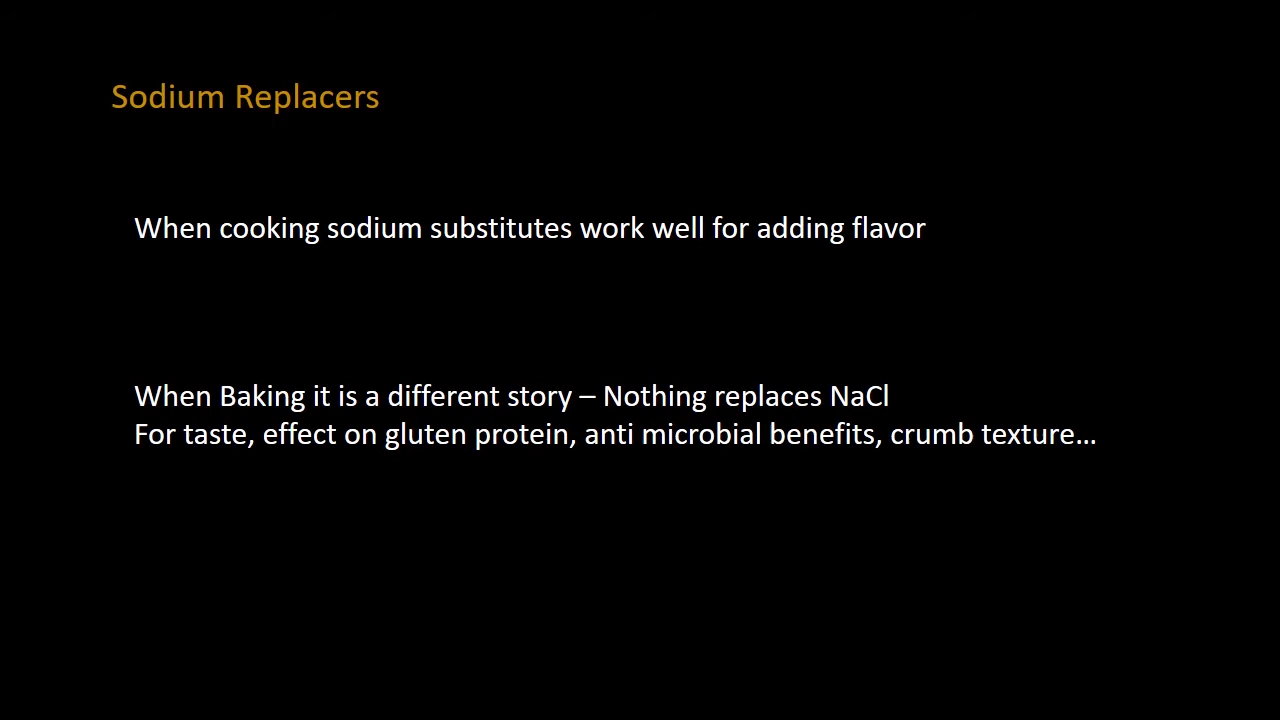 Sodium Replacers
When cooking sodium substitutes work well for adding flavor
When Baking it is a different story – Nothing replaces NaCl
For taste, effect on gluten protein, anti microbial benefits, crumb texture…